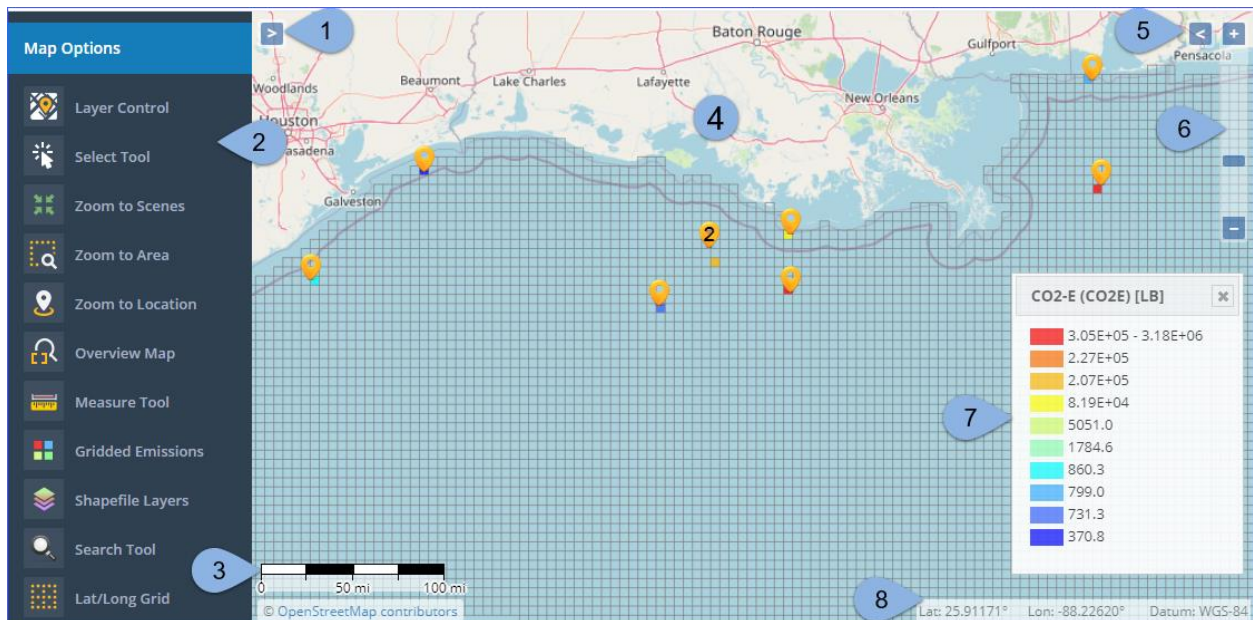 Map Options
Layer Control
Select Tool
Zoom to Scenes
Zoom to Area
Zoom to Location
Overview Map
Measure Tool
Gridded Emissions
Shapefile Layers
Search Tool
Lat/Long Grid
>
1
2
3
4
5
<
+
6
−
7
8
Baton Rouge
Gulfport
Pensacola
Woodlands
Beaumont
Lake Charles
Lafayette
New Orleans
Houston
asadena
Galveston
2
CO2-E (CO2E) [LB]
3.05E+05 - 3.18E+06
2.27E+05
2.07E+05
8.19E+04
5051.0
1784.6
860.3
799.0
731.3
370.8
0 50 mi 100 mi
© OpenStreetMap contributors
Lat: 25.91171° Lon: -88.22620° Datum: WGS-84